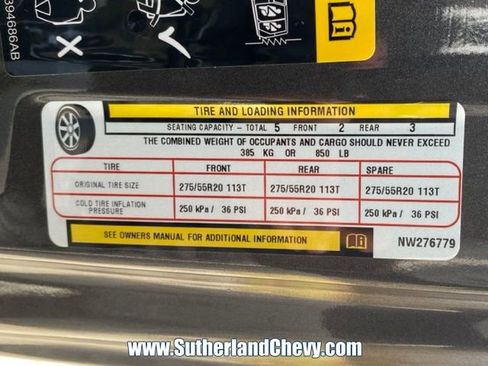 394686AB
TIRE AND LOADING INFORMATION
SEATING CAPACITY - TOTAL 5 FRONT 2 REAR 3
THE COMBINED WEIGHT OF OCCUPANTS AND CARGO SHOULD NEVER EXCEED
385 KG OR 850 LB
TIRE FRONT REAR SPARE
ORIGINAL TIRE SIZE 275/55R20 113T 275/55R20 113T 275/55R20 113T
COLD TIRE INFLATION PRESSURE 250 kPa / 36 PSI 250 kPa / 36 PSI 250 kPa / 36 PSI
SEE OWNERS MANUAL FOR ADDITIONAL INFORMATION
NW276779
www.SutherlandChevy.com